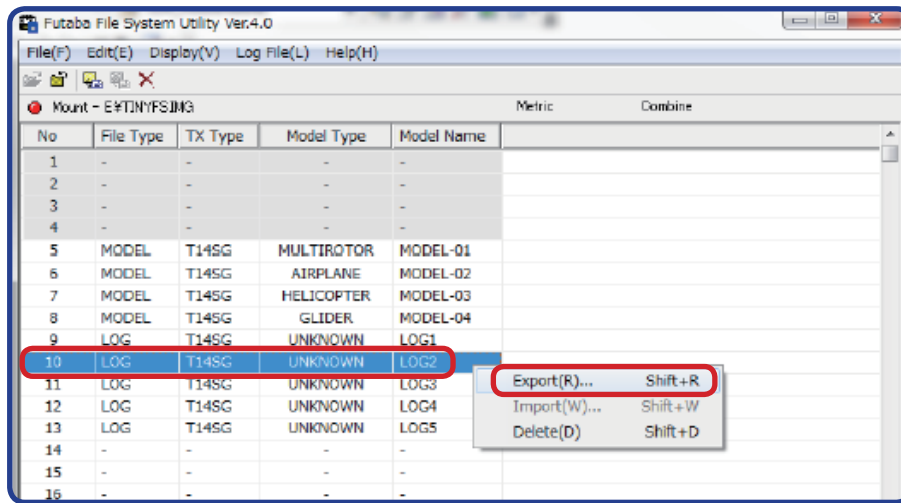 Futaba File System Utility Ver.4.0
File(F) Edit(E) Display(V) Log File(L) Help(H)
Mount - E¥TINYFSIMG Metric Combine
No File Type TX Type Model Type Model Name
1 - - - -
2 - - - -
3 - - - -
4 - - - -
5 MODEL T14SG MULTIROTOR MODEL-01
6 MODEL T14SG AIRPLANE MODEL-02
7 MODEL T14SG HELICOPTER MODEL-03
8 MODEL T14SG GLIDER MODEL-04
9 LOG T14SG UNKNOWN LOG1
10 LOG T14SG UNKNOWN LOG2
11 LOG T14SG UNKNOWN LOG3 Export(R)... Shift+R
12 LOG T14SG UNKNOWN LOG4 Import(W)... Shift+W
13 LOG T14SG UNKNOWN LOG5 Delete(D) Shift+D
14 - - - -
15 - - - -
16 - - - -